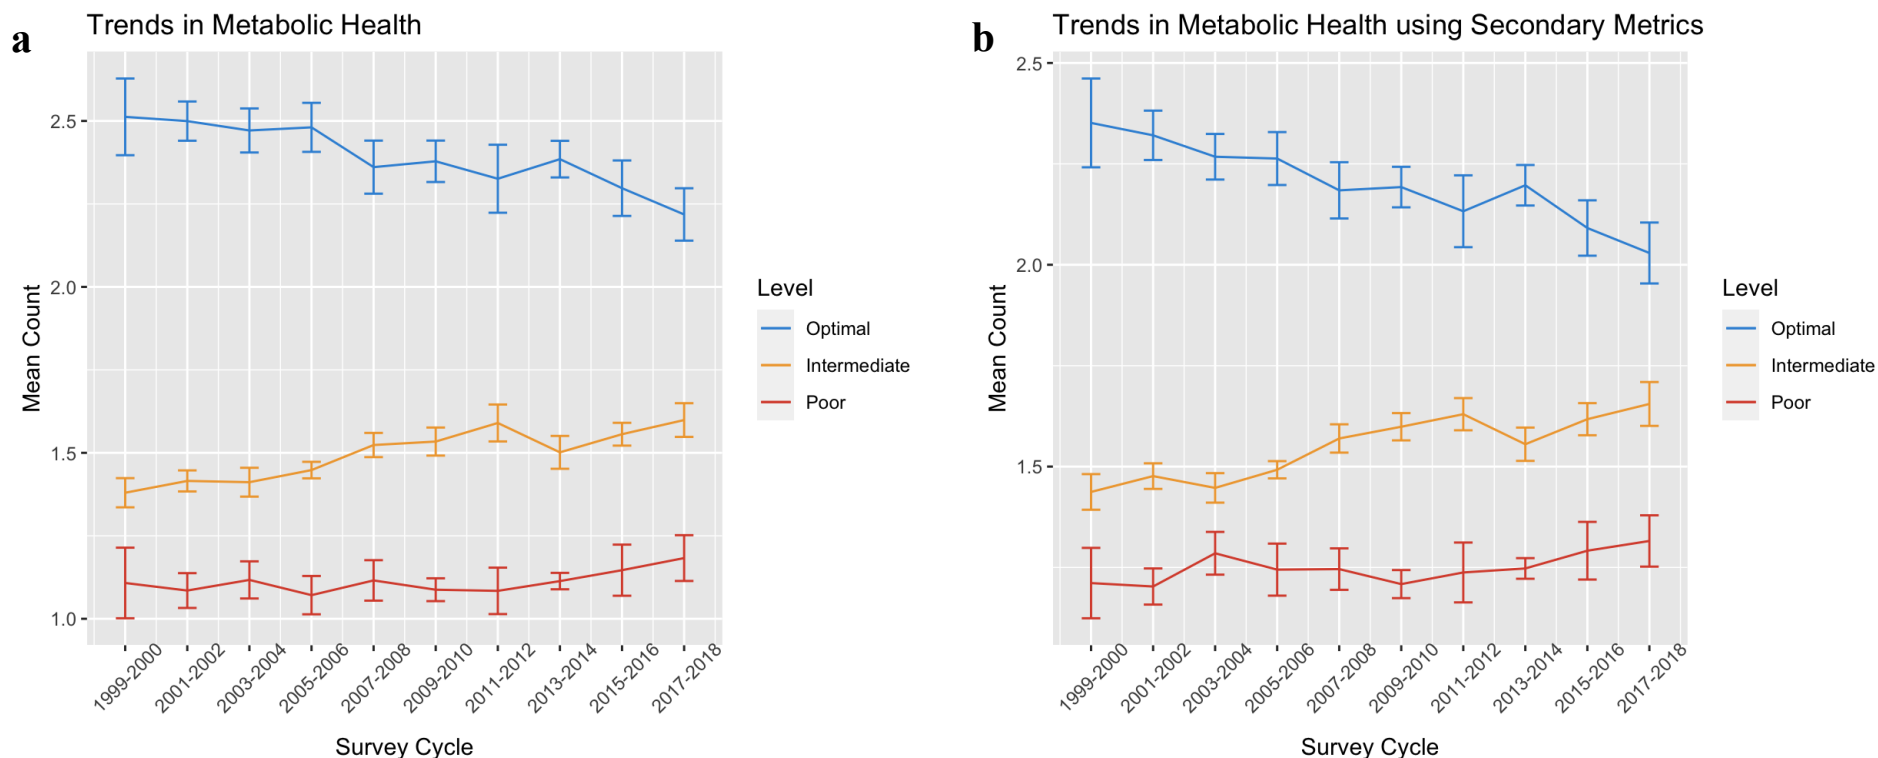 a
Trends in Metabolic Health
Mean Count
2.5
2.0
1.5
1.0
1999-2000
2001-2002
2003-2004
2005-2006
2007-2008
2009-2010
2011-2012
2013-2014
2015-2016
2017-2018
Survey Cycle
Level
Optimal
Intermediate
Poor
b
Trends in Metabolic Health using Secondary Metrics
Mean Count
2.5
2.0
1.5
1999-2000
2001-2002
2003-2004
2005-2006
2007-2008
2009-2010
2011-2012
2013-2014
2015-2016
2017-2018
Survey Cycle
Level
Optimal
Intermediate
Poor